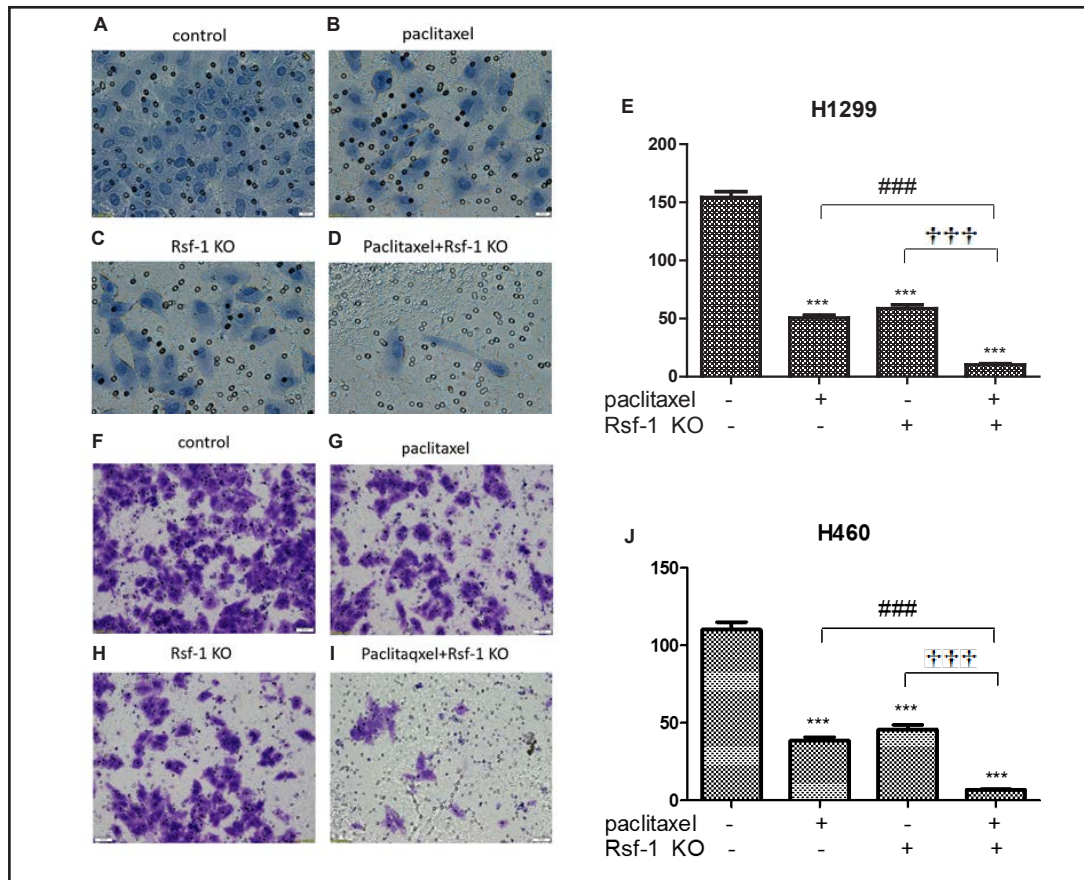 A
control
B
paclitaxel
C
Rsf-1 KO
D
Paclitaxel+Rsf-1 KO
E
H1299
200
150
100
50
0
###
†††
***
***
***
paclitaxel - + - +
Rsf-1 KO - - + +
F
control
G
paclitaxel
H
Rsf-1 KO
I
Paclitaqxel+Rsf-1 KO
J
H460
150
100
50
0
###
†††
***
***
***
paclitaxel - + - +
Rsf-1 KO - - + +